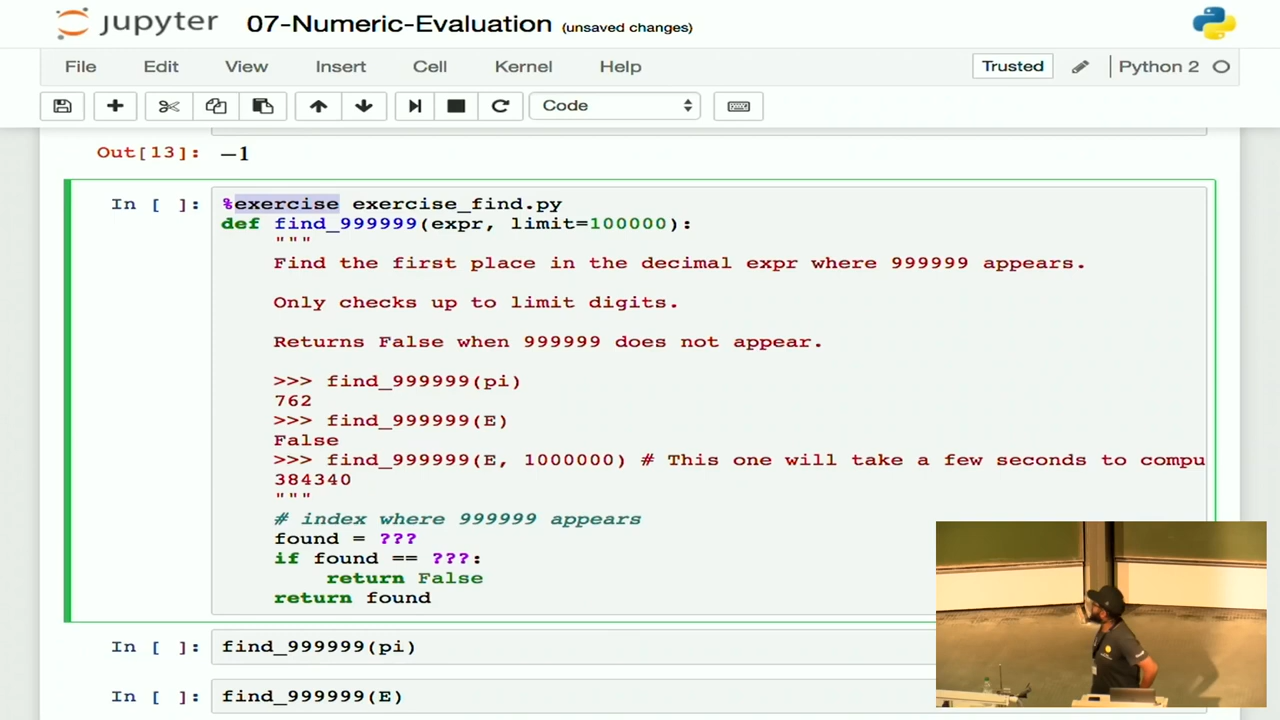 jupyter 07-Numeric-Evaluation (unsaved changes)
File Edit View Insert Cell Kernel Help Trusted Python 2
Code
Out[13]: −1
In [ ]: %exercise exercise_find.py
def find_999999(expr, limit=100000):
"""
Find the first place in the decimal expr where 999999 appears.
Only checks up to limit digits.
Returns False when 999999 does not appear.
>>> find_999999(pi)
762
>>> find_999999(E)
False
>>> find_999999(E, 1000000) # This one will take a few seconds to compu
384340
"""
# index where 999999 appears
found = ???
if found == ???:
return False
return found
In [ ]: find_999999(pi)
In [ ]: find_999999(E)